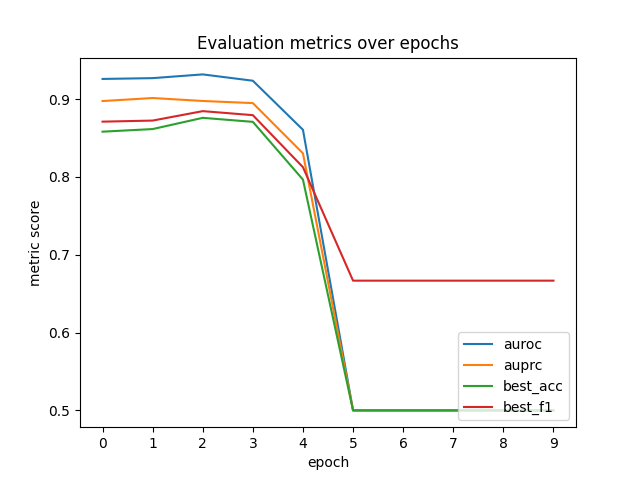 Evaluation metrics over epochs
metric score
0.9
0.8
0.7
0.6
0.5
auroc
auprc
best_acc
best_f1
0 1 2 3 4 5 6 7 8 9
epoch